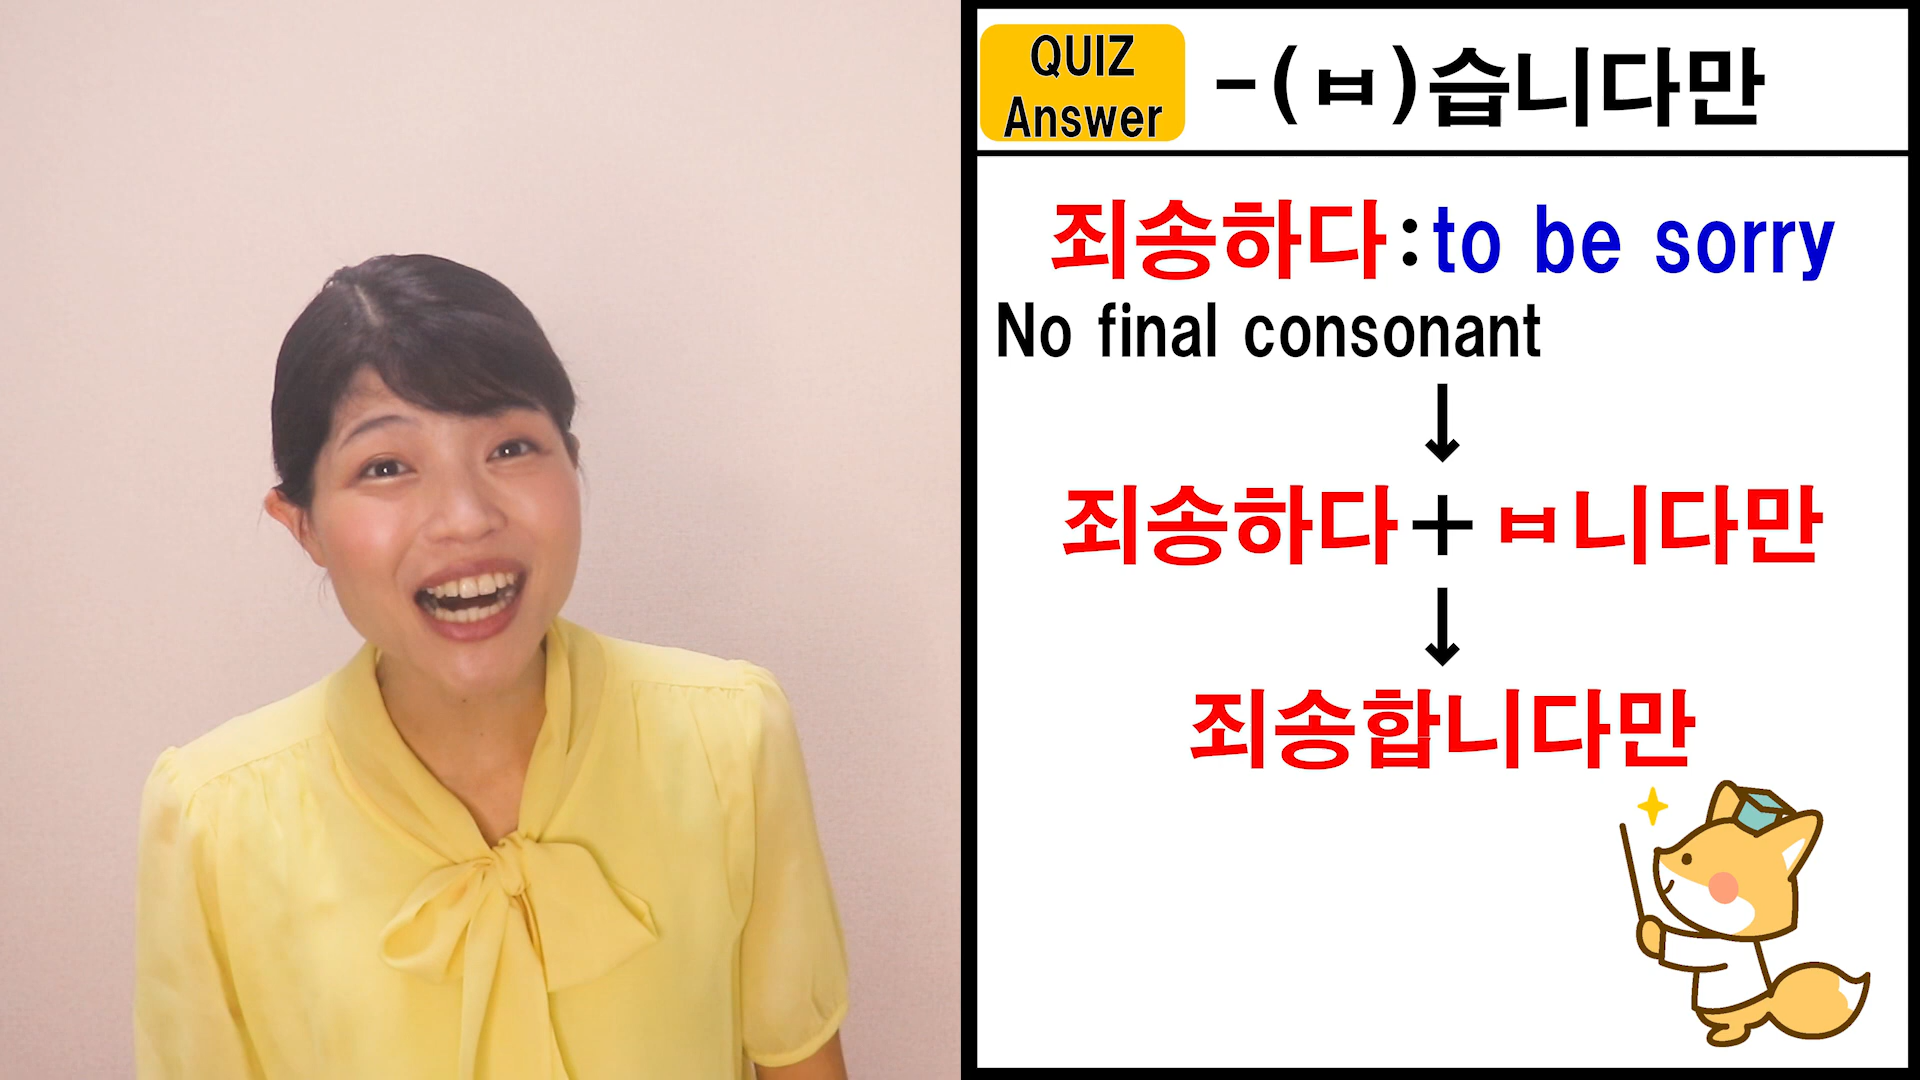 QUIZ
Answer
-(ㅂ)습니다만
죄송하다:to be sorry
No final consonant
↓
죄송하다+ㅂ니다만
↓
죄송합니다만